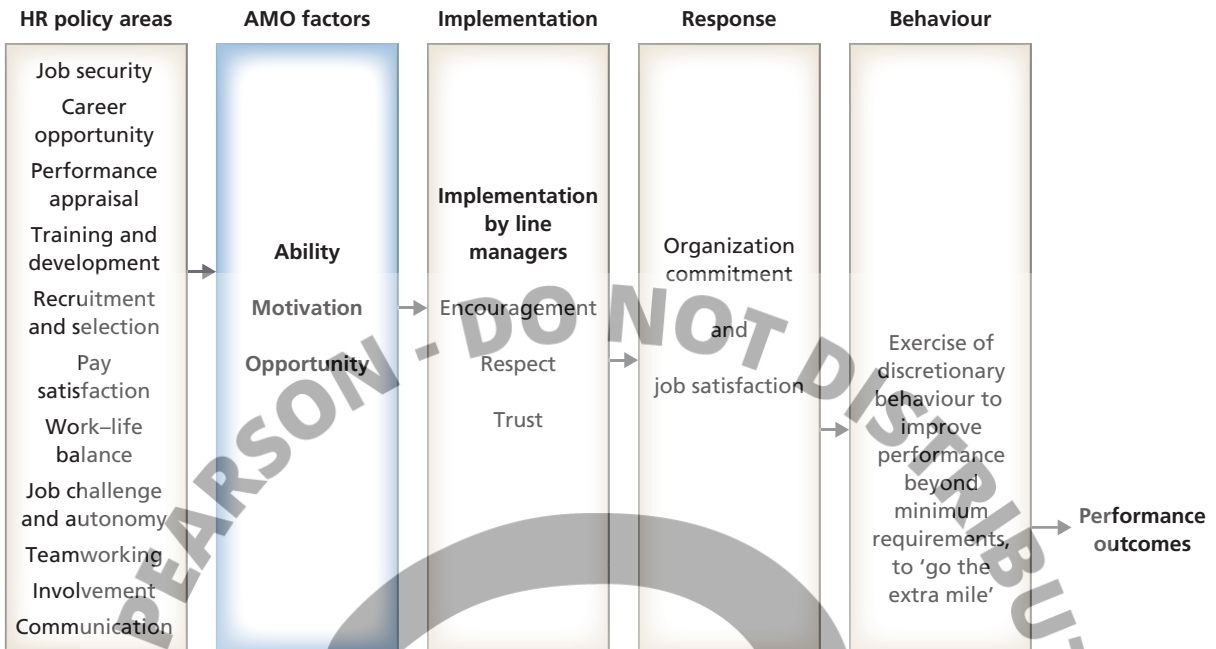 HR policy areas
AMO factors
Implementation
Response
Behaviour
Job security
Career
opportunity
Performance
appraisal
Training and
development
Recruitment
and selection
Pay
satisfaction
Work–life
balance
Job challenge
and autonomy
Teamworking
Involvement
Communication
Ability
Motivation
Opportunity
Implementation
by line
managers
Encouragement
Respect
Trust
Organization
commitment
and
job satisfaction
Exercise of
discretionary
behaviour to
improve
performance
beyond
minimum
requirements,
to ‘go the
extra mile’
Performance
outcomes
PEARSON - DO NOT DISTRIBU